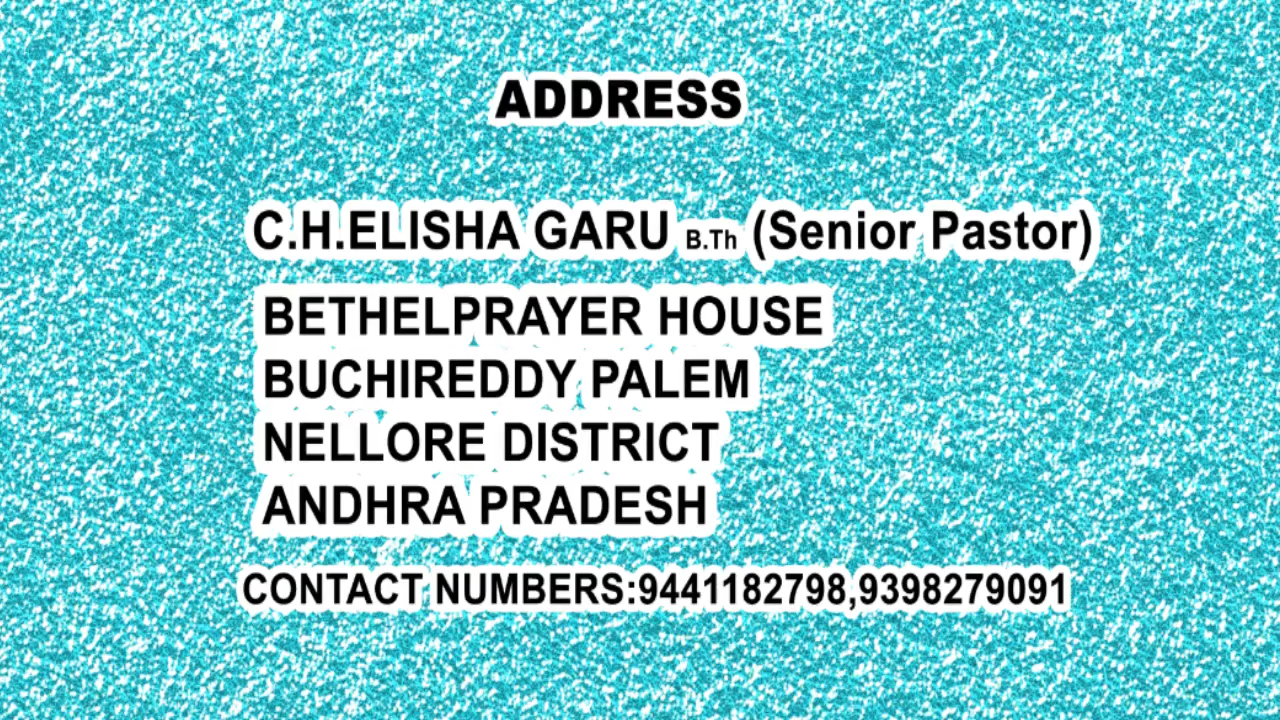 ADDRESS
C.H.ELISHA GARU B.Th (Senior Pastor)
BETHELPRAYER HOUSE
BUCHIREDDY PALEM
NELLORE DISTRICT
ANDHRA PRADESH
CONTACT NUMBERS:9441182798,9398279091